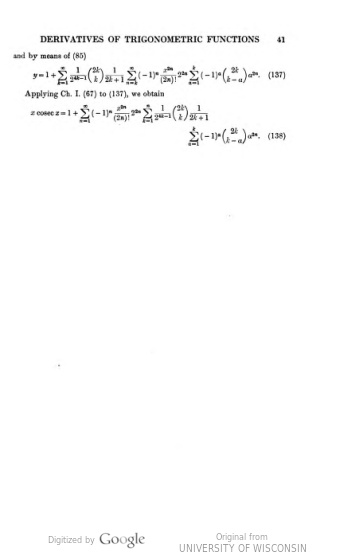 DERIVATIVES OF TRIGONOMETRIC FUNCTIONS 41
and by means of (85)
y = 1 + \sum_{k=1}^{\infty} \frac{1}{2^{4k-1}} \binom{2k}{k} \frac{1}{2k+1} \sum_{n=k}^{\infty} (-1)^n \frac{z^{2n}}{(2n)!} 2^{2n} \sum_{a=1}^{k} (-1)^a \binom{2k}{k-a} a^{2n}. (137)
Applying Ch. I. (67) to (137), we obtain
z cosec z = 1 + \sum_{n=1}^{\infty} (-1)^n \frac{z^{2n}}{(2n)!} 2^{2n} \sum_{k=1}^{n} \frac{1}{2^{4k-1}} \binom{2k}{k} \frac{1}{2k+1}
\sum_{a=1}^{k} (-1)^a \binom{2k}{k-a} a^{2n}. (138)
Digitized by Google
Original from
UNIVERSITY OF WISCONSIN